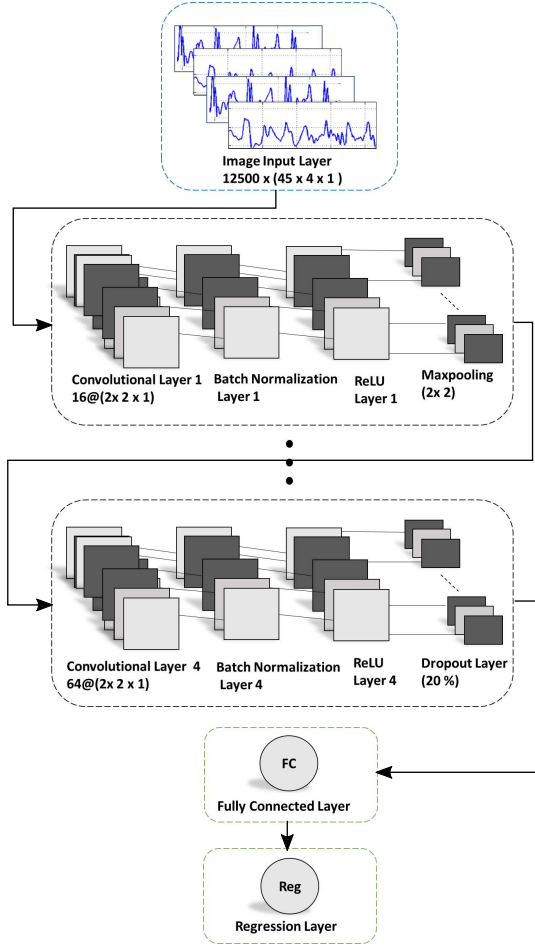 Image Input Layer
12500 x (45 x 4 x 1 )
Convolutional Layer 1
16@(2x 2 x 1)
Batch Normalization
Layer 1
ReLU
Layer 1
Maxpooling
(2x 2)
Convolutional Layer 4
64@(2x 2 x 1)
Batch Normalization
Layer 4
ReLU
Layer 4
Dropout Layer
(20 %)
FC
Fully Connected Layer
Reg
Regression Layer